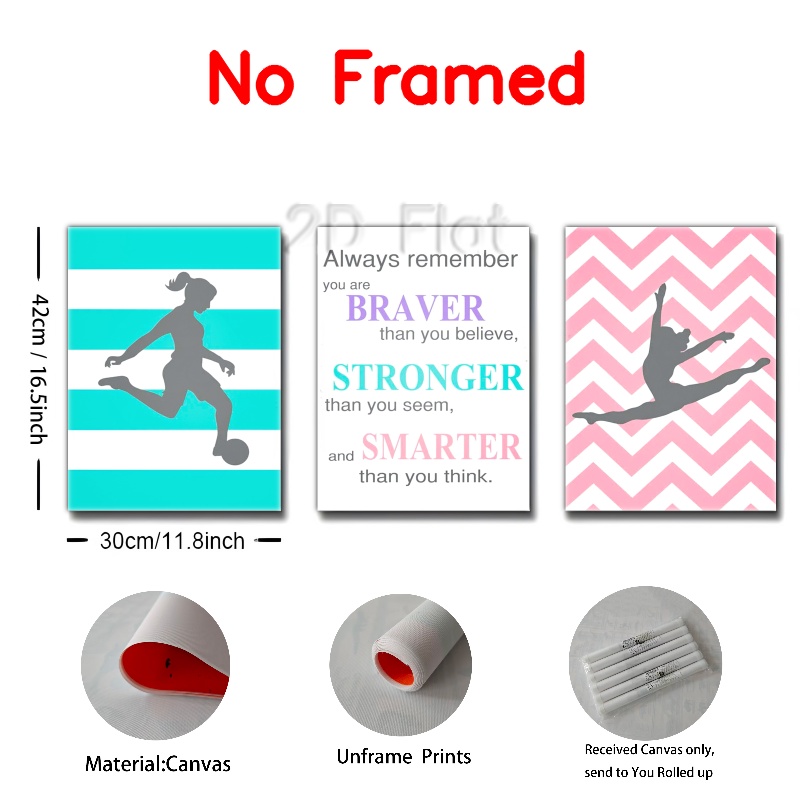 No Framed
2D Flat
Always remember
you are
BRAVER
than you believe,
STRONGER
than you seem,
and SMARTER
than you think.
42cm / 16.5inch
30cm/11.8inch
Material:Canvas
Unframe Prints
Received Canvas only,
send to You Rolled up